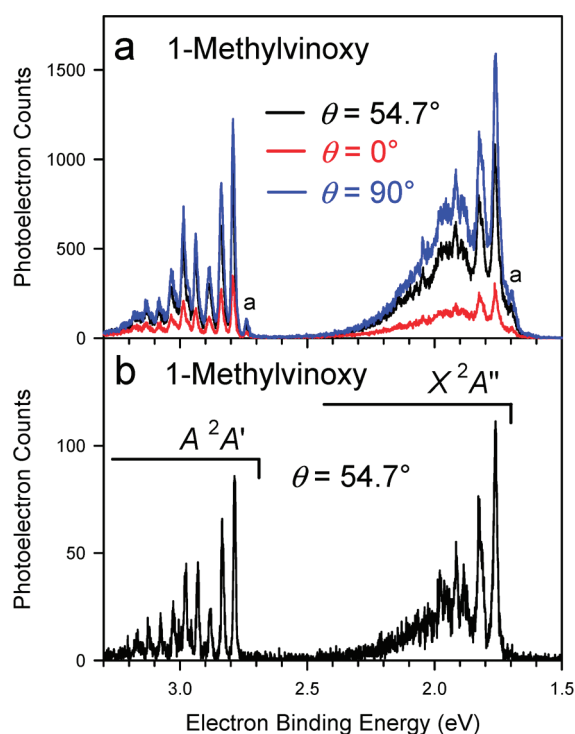 a 1-Methylvinoxy
1500
θ = 54.7°
θ = 0°
1000
θ = 90°
Photoelectron Counts
500
a
a
0
b 1-Methylvinoxy
X ²A"
A ²A'
100
θ = 54.7°
Photoelectron Counts
50
0
3.0 2.5 2.0 1.5
Electron Binding Energy (eV)